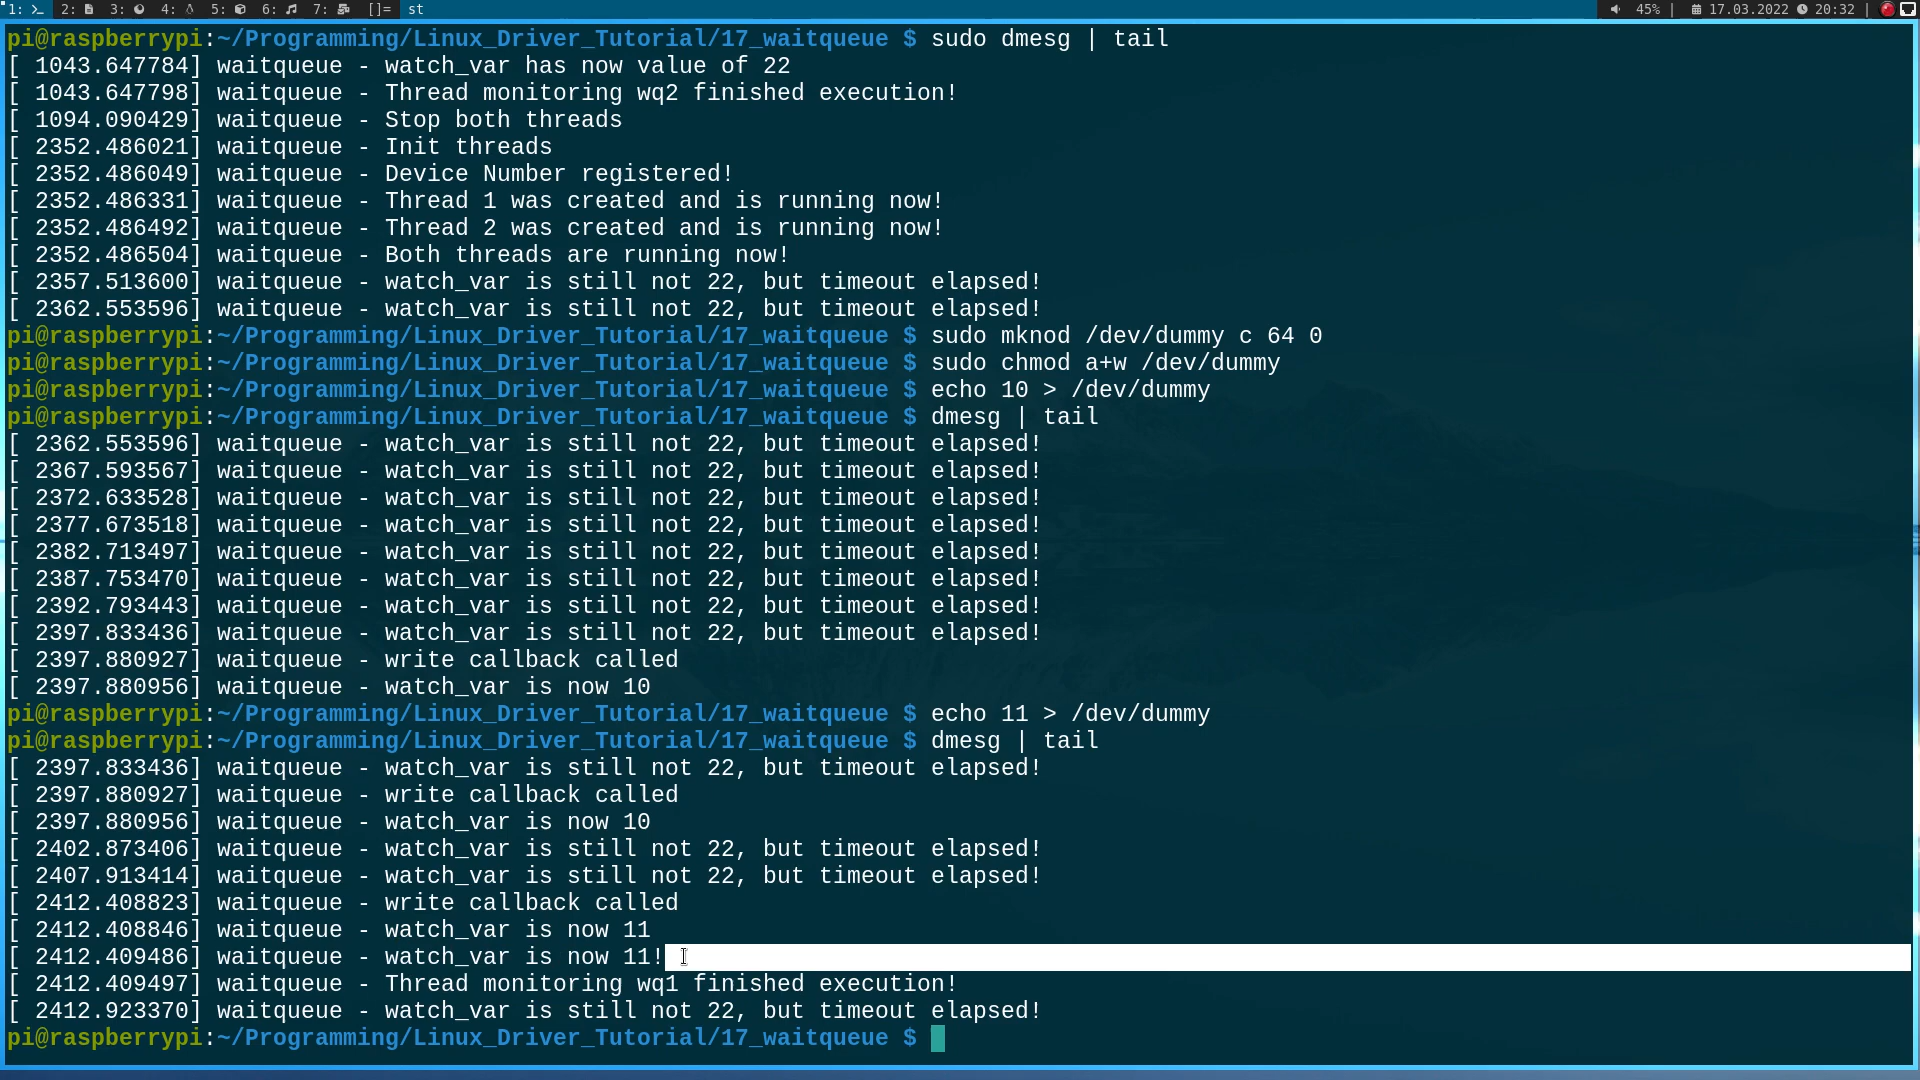 1: 2: 3: 4: 5: 6: 7: []= st 45% | 17.03.2022 20:32 |
pi@raspberrypi:~/Programming/Linux_Driver_Tutorial/17_waitqueue $ sudo dmesg | tail
[ 1043.647784] waitqueue - watch_var has now value of 22
[ 1043.647798] waitqueue - Thread monitoring wq2 finished execution!
[ 1094.090429] waitqueue - Stop both threads
[ 2352.486021] waitqueue - Init threads
[ 2352.486049] waitqueue - Device Number registered!
[ 2352.486331] waitqueue - Thread 1 was created and is running now!
[ 2352.486492] waitqueue - Thread 2 was created and is running now!
[ 2352.486504] waitqueue - Both threads are running now!
[ 2357.513600] waitqueue - watch_var is still not 22, but timeout elapsed!
[ 2362.553596] waitqueue - watch_var is still not 22, but timeout elapsed!
pi@raspberrypi:~/Programming/Linux_Driver_Tutorial/17_waitqueue $ sudo mknod /dev/dummy c 64 0
pi@raspberrypi:~/Programming/Linux_Driver_Tutorial/17_waitqueue $ sudo chmod a+w /dev/dummy
pi@raspberrypi:~/Programming/Linux_Driver_Tutorial/17_waitqueue $ echo 10 > /dev/dummy
pi@raspberrypi:~/Programming/Linux_Driver_Tutorial/17_waitqueue $ dmesg | tail
[ 2362.553596] waitqueue - watch_var is still not 22, but timeout elapsed!
[ 2367.593567] waitqueue - watch_var is still not 22, but timeout elapsed!
[ 2372.633528] waitqueue - watch_var is still not 22, but timeout elapsed!
[ 2377.673518] waitqueue - watch_var is still not 22, but timeout elapsed!
[ 2382.713497] waitqueue - watch_var is still not 22, but timeout elapsed!
[ 2387.753470] waitqueue - watch_var is still not 22, but timeout elapsed!
[ 2392.793443] waitqueue - watch_var is still not 22, but timeout elapsed!
[ 2397.833436] waitqueue - watch_var is still not 22, but timeout elapsed!
[ 2397.880927] waitqueue - write callback called
[ 2397.880956] waitqueue - watch_var is now 10
pi@raspberrypi:~/Programming/Linux_Driver_Tutorial/17_waitqueue $ echo 11 > /dev/dummy
pi@raspberrypi:~/Programming/Linux_Driver_Tutorial/17_waitqueue $ dmesg | tail
[ 2397.833436] waitqueue - watch_var is still not 22, but timeout elapsed!
[ 2397.880927] waitqueue - write callback called
[ 2397.880956] waitqueue - watch_var is now 10
[ 2402.873406] waitqueue - watch_var is still not 22, but timeout elapsed!
[ 2407.913414] waitqueue - watch_var is still not 22, but timeout elapsed!
[ 2412.408823] waitqueue - write callback called
[ 2412.408846] waitqueue - watch_var is now 11
[ 2412.409486] waitqueue - watch_var is now 11!
[ 2412.409497] waitqueue - Thread monitoring wq1 finished execution!
[ 2412.923370] waitqueue - watch_var is still not 22, but timeout elapsed!
pi@raspberrypi:~/Programming/Linux_Driver_Tutorial/17_waitqueue $